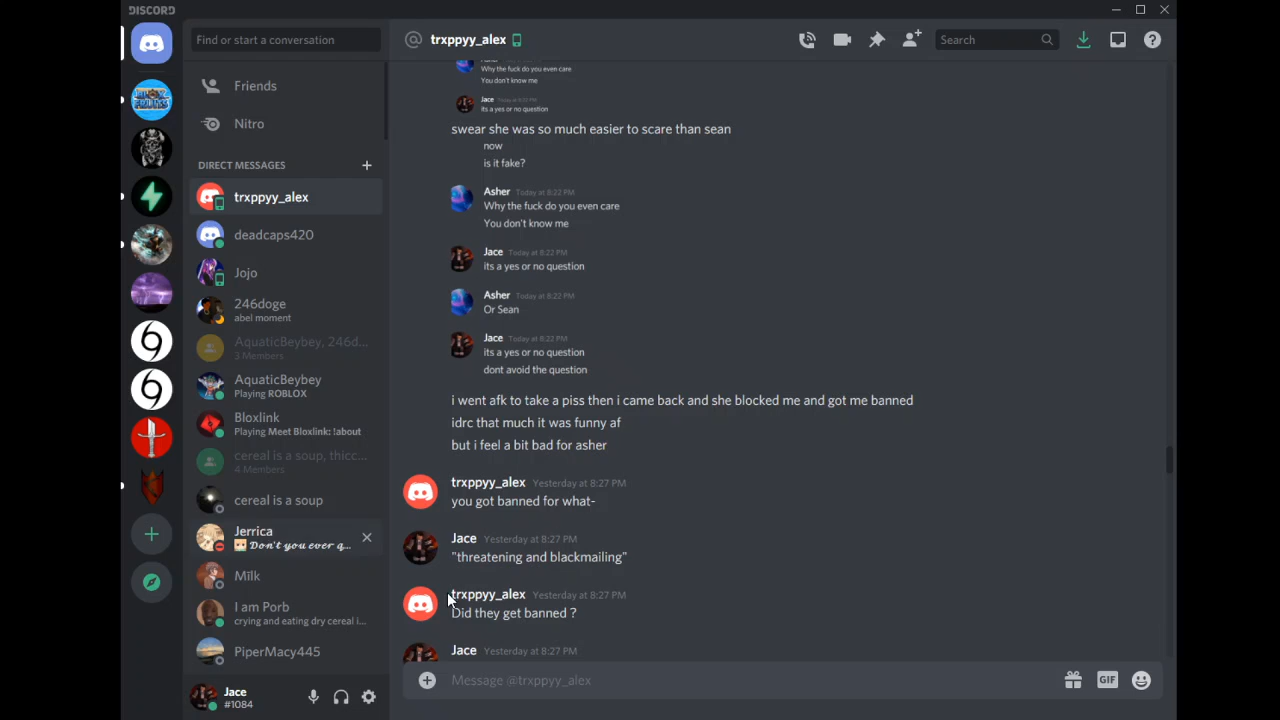 DISCORD
Find or start a conversation
Friends
Nitro
DIRECT MESSAGES
trxppyy_alex
deadcaps420
Jojo
246doge
abel moment
AquaticBeybey, 246d...
3 Members
AquaticBeybey
Playing ROBLOX
Bloxlink
Playing Meet Bloxlink: !about
cereal is a soup, thicc...
4 Members
cereal is a soup
Jerrica
𝓓𝓸𝓷'𝓽 𝔂𝓸𝓾 𝓮𝓿𝓮𝓻 𝓺...
Milk
I am Porb
crying and eating dry cereal i...
PiperMacy445
Jace
#1084
trxppyy_alex
Search
Why the fuck do you even care
You don't know me
Jace Today at 8:22 PM
its a yes or no question
swear she was so much easier to scare than sean
now
is it fake?
Asher Today at 8:22 PM
Why the fuck do you even care
You don't know me
Jace Today at 8:22 PM
its a yes or no question
Asher Today at 8:22 PM
Or Sean
Jace Today at 8:22 PM
its a yes or no question
dont avoid the question
i went afk to take a piss then i came back and she blocked me and got me banned
idrc that much it was funny af
but i feel a bit bad for asher
trxppyy_alex Yesterday at 8:27 PM
you got banned for what-
Jace Yesterday at 8:27 PM
"threatening and blackmailing"
trxppyy_alex Yesterday at 8:27 PM
Did they get banned ?
Jace Yesterday at 8:27 PM
Message @trxppyy_alex
GIF